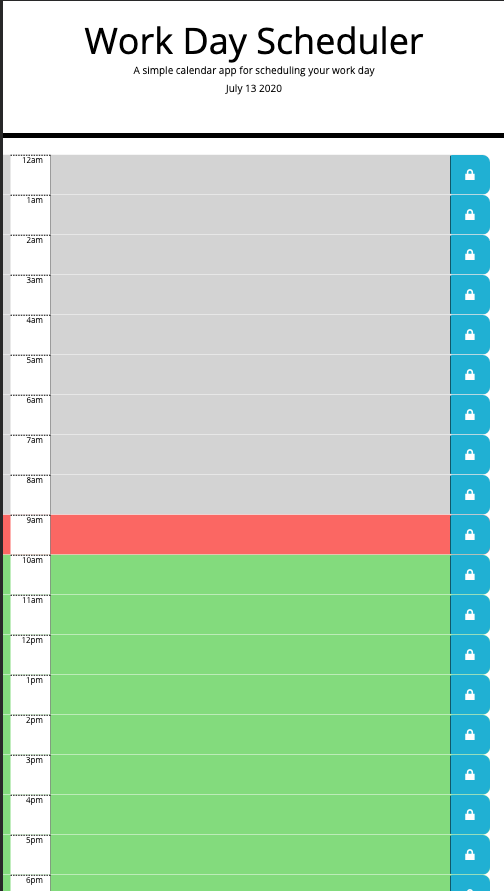 Work Day Scheduler
A simple calendar app for scheduling your work day
July 13 2020
12am
1am
2am
3am
4am
5am
6am
7am
8am
9am
10am
11am
12pm
1pm
2pm
3pm
4pm
5pm
6pm